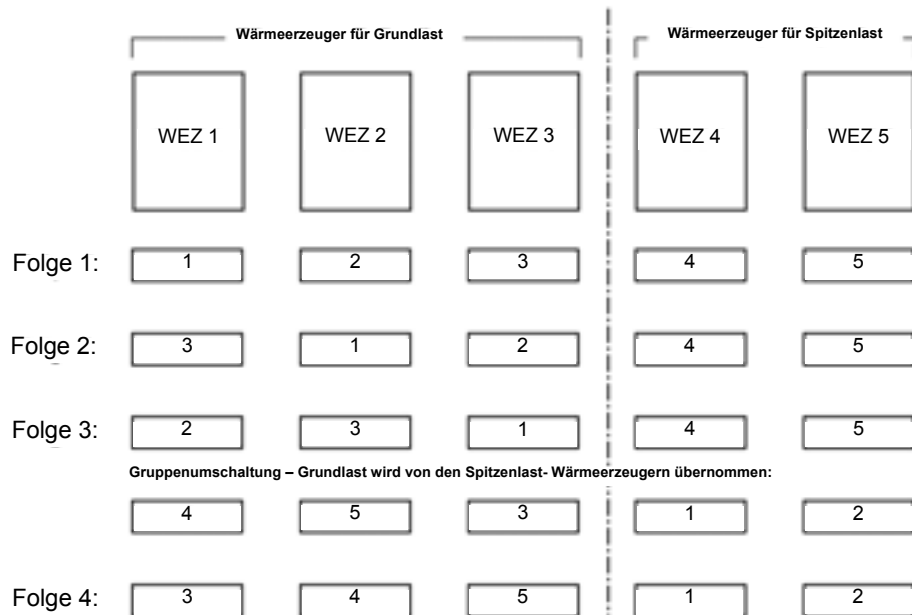 Wärmeerzeuger für Grundlast Wärmeerzeuger für Spitzenlast
WEZ 1 WEZ 2 WEZ 3 WEZ 4 WEZ 5
Folge 1: 1 2 3 4 5
Folge 2: 3 1 2 4 5
Folge 3: 2 3 1 4 5
Gruppenumschaltung – Grundlast wird von den Spitzenlast- Wärmeerzeugern übernommen:
4 5 3 1 2
Folge 4: 3 4 5 1 2